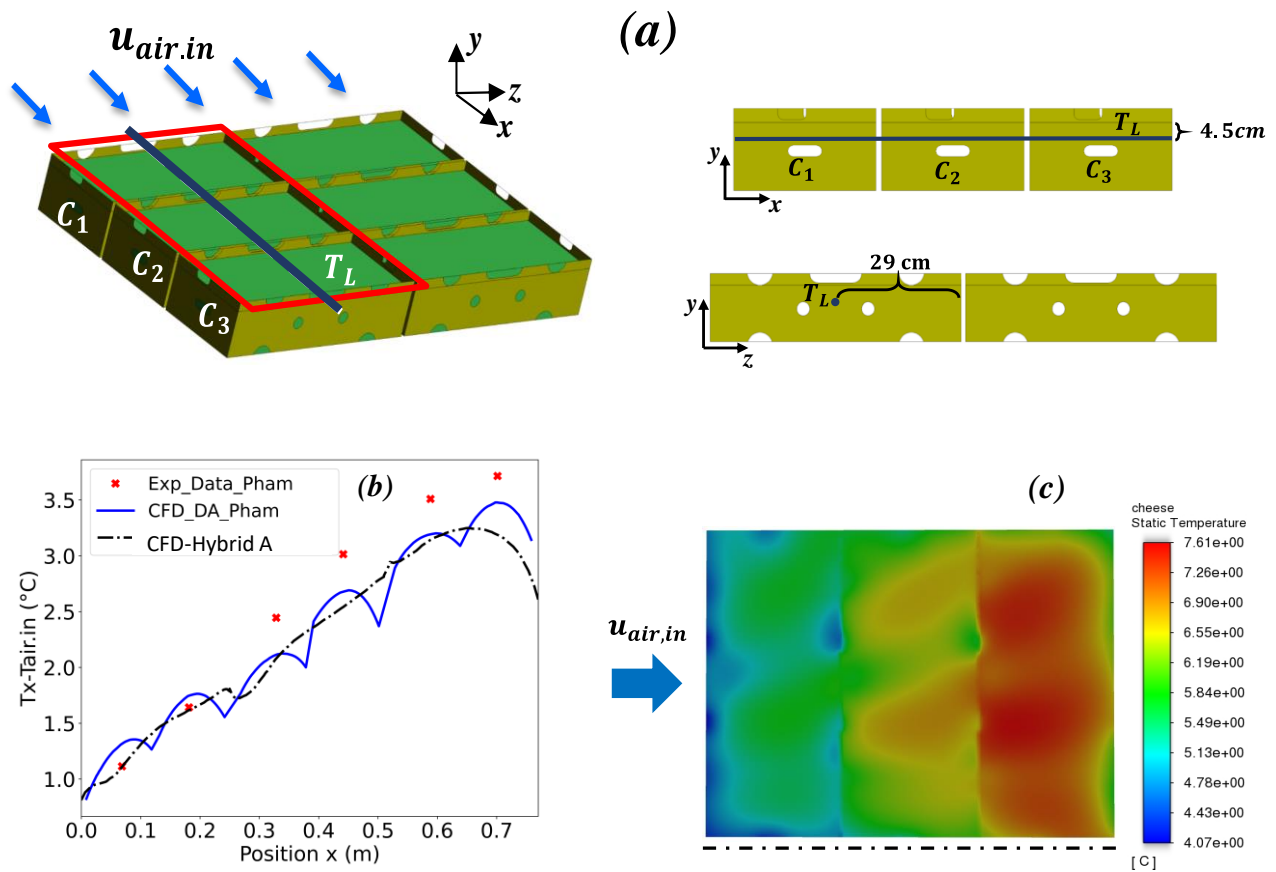 (a)
u_air.in
y
z
x
C₁
C₂
C₃
T_L
T_L
4.5cm
C₁
C₂
C₃
y
x
29 cm
T_L
y
z
(b)
Exp_Data_Pham
CFD_DA_Pham
CFD-Hybrid A
Tx-Tair.in (°C)
3.5
3.0
2.5
2.0
1.5
1.0
0.0 0.1 0.2 0.3 0.4 0.5 0.6 0.7
Position x (m)
(c)
u_air,in
cheese
Static Temperature
7.61e+00
7.26e+00
6.90e+00
6.55e+00
6.19e+00
5.84e+00
5.49e+00
5.13e+00
4.78e+00
4.43e+00
4.07e+00
[ C ]